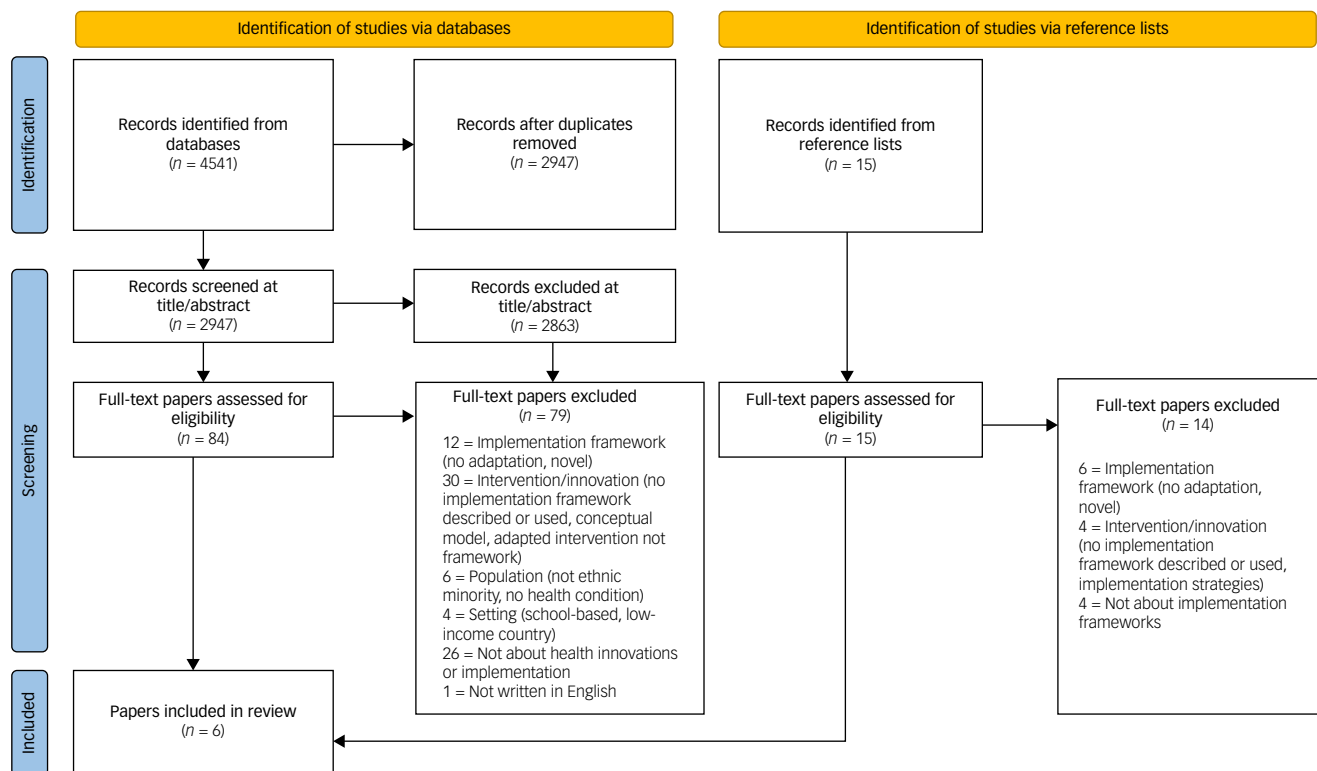 Identification of studies via databases
Identification of studies via reference lists
Identification
Records identified from
databases
(n = 4541)
Records after duplicates
removed
(n = 2947)
Records identified from
reference lists
(n = 15)
Screening
Records screened at
title/abstract
(n = 2947)
Records excluded at
title/abstract
(n = 2863)
Full-text papers assessed for
eligibility
(n = 84)
Full-text papers excluded
(n = 79)
12 = Implementation framework
(no adaptation, novel)
30 = Intervention/innovation (no
implementation framework
described or used, conceptual
model, adapted intervention not
framework)
6 = Population (not ethnic
minority, no health condition)
4 = Setting (school-based, low-
income country)
26 = Not about health innovations
or implementation
1 = Not written in English
Full-text papers assessed for
eligibility
(n = 15)
Full-text papers excluded
(n = 14)
6 = Implementation
framework (no adaptation,
novel)
4 = Intervention/innovation
(no implementation
framework described or used,
implementation strategies)
4 = Not about implementation
frameworks
Included
Papers included in review
(n = 6)